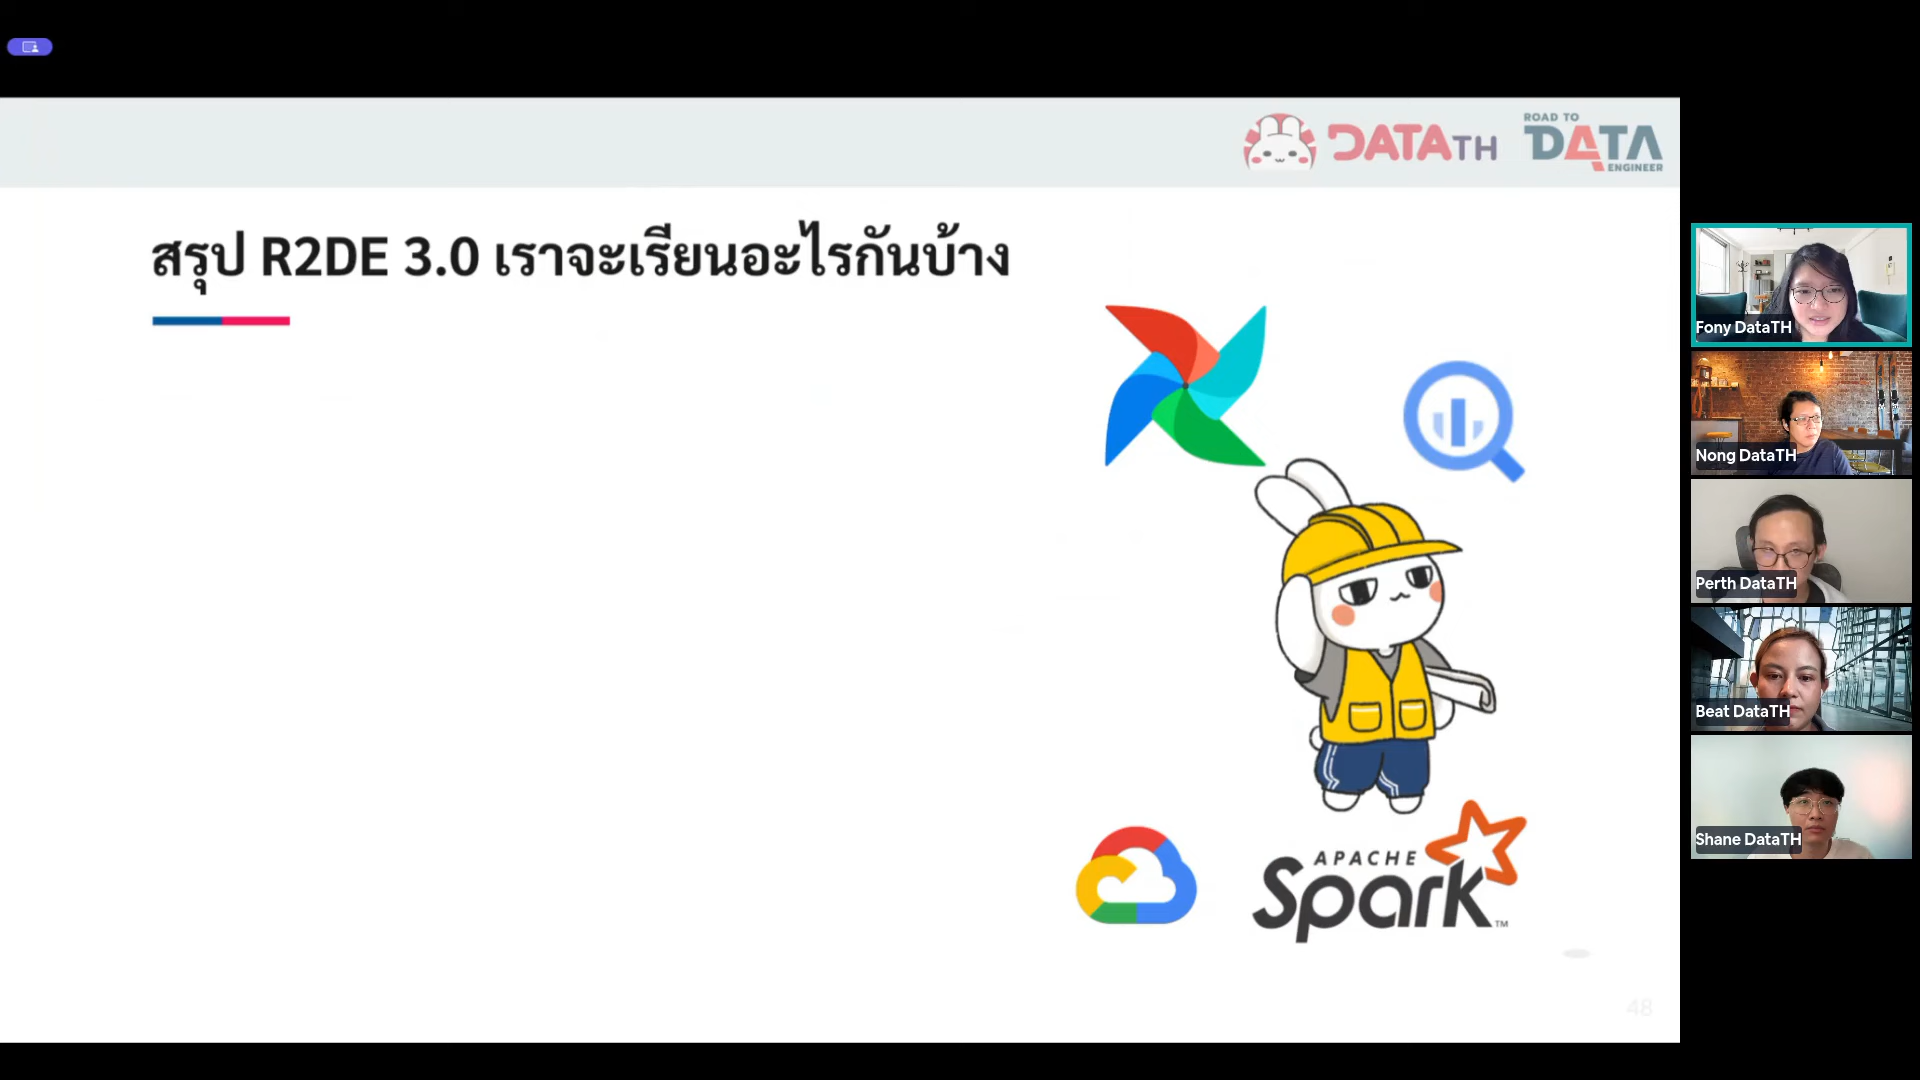 DATATH
ROAD TO
DATA
ENGINEER
สรุป R2DE 3.0 เราจะเรียนอะไรกันบ้าง
APACHE
Spark™
48
Fony DataTH
Nong DataTH
Perth DataTH
Beat DataTH
Shane DataTH